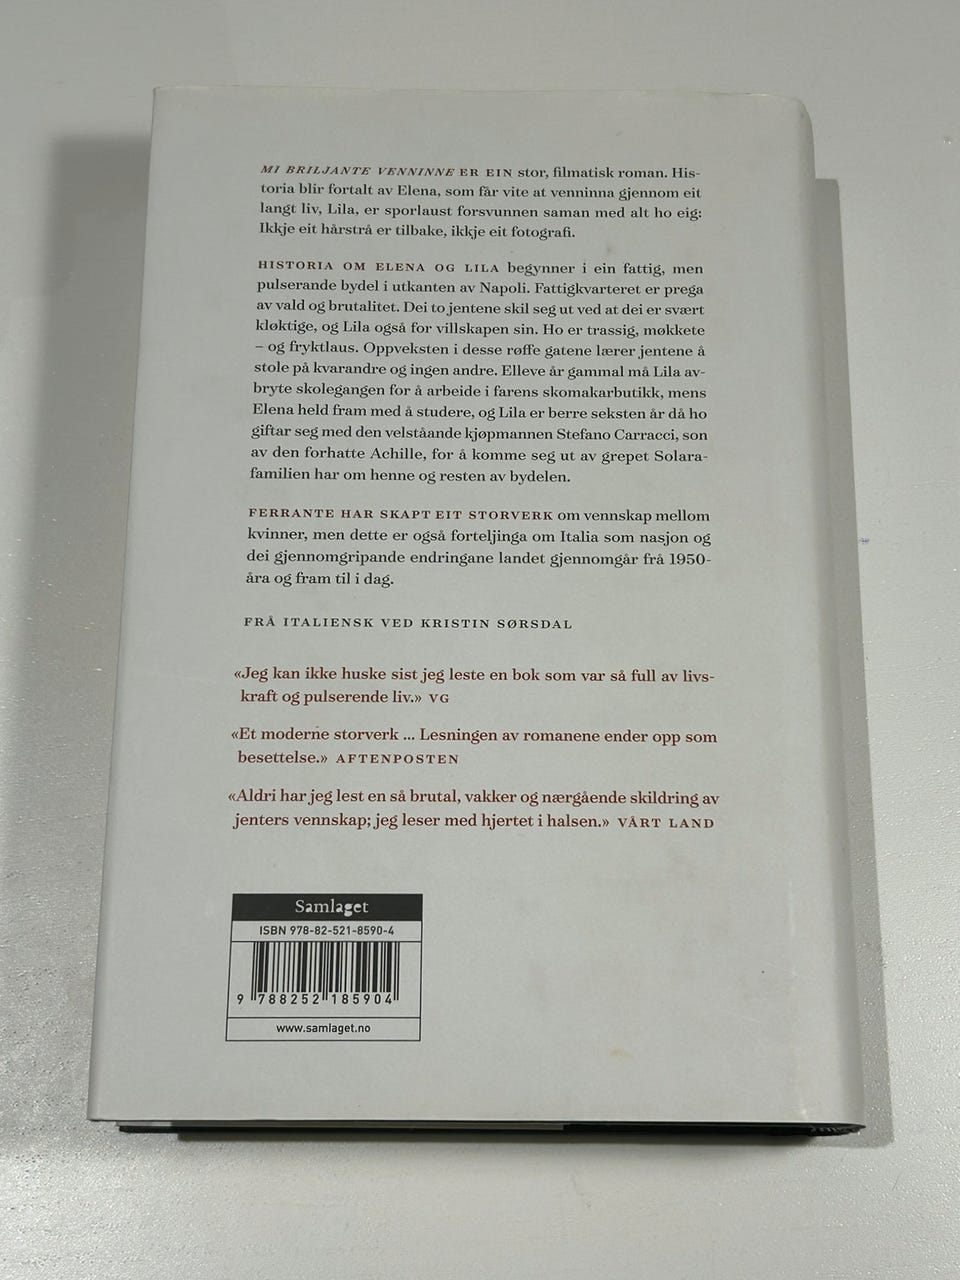 MI BRILJANTE VENNINNE ER EIN stor, filmatisk roman. His-
toria blir fortalt av Elena, som får vite at venninna gjennom eit
langt liv, Lila, er sporlaust forsvunnen saman med alt ho eig:
Ikkje eit hårstrå er tilbake, ikkje eit fotografi.
HISTORIA OM ELENA OG LILA begynner i ein fattig, men
pulserande bydel i utkanten av Napoli. Fattigkvarteret er prega
av vald og brutalitet. Dei to jentene skil seg ut ved at dei er svært
kløktige, og Lila også for villskapen sin. Ho er trassig, møkkete
– og fryktlaus. Oppveksten i desse røffe gatene lærer jentene å
stole på kvarandre og ingen andre. Elleve år gammal må Lila av-
bryte skolegangen for å arbeide i farens skomakarbutikk, mens
Elena held fram med å studere, og Lila er berre seksten år då ho
giftar seg med den velståande kjøpmannen Stefano Carracci, son
av den forhatte Achille, for å komme seg ut av grepet Solara-
familien har om henne og resten av bydelen.
FERRANTE HAR SKAPT EIT STORVERK om vennskap mellom
kvinner, men dette er også forteljinga om Italia som nasjon og
dei gjennomgripande endringane landet gjennomgår frå 1950-
åra og fram til i dag.
FRÅ ITALIENSK VED KRISTIN SØRSDAL
«Jeg kan ikke huske sist jeg leste en bok som var så full av livs-
kraft og pulserende liv.» VG
«Et moderne storverk ... Lesningen av romanene ender opp som
besettelse.» AFTENPOSTEN
«Aldri har jeg lest en så brutal, vakker og nærgående skildring av
jenters vennskap; jeg leser med hjertet i halsen.» VÅRT LAND
Samlaget
ISBN 978-82-521-8590-4
9 788252 185904
www.samlaget.no